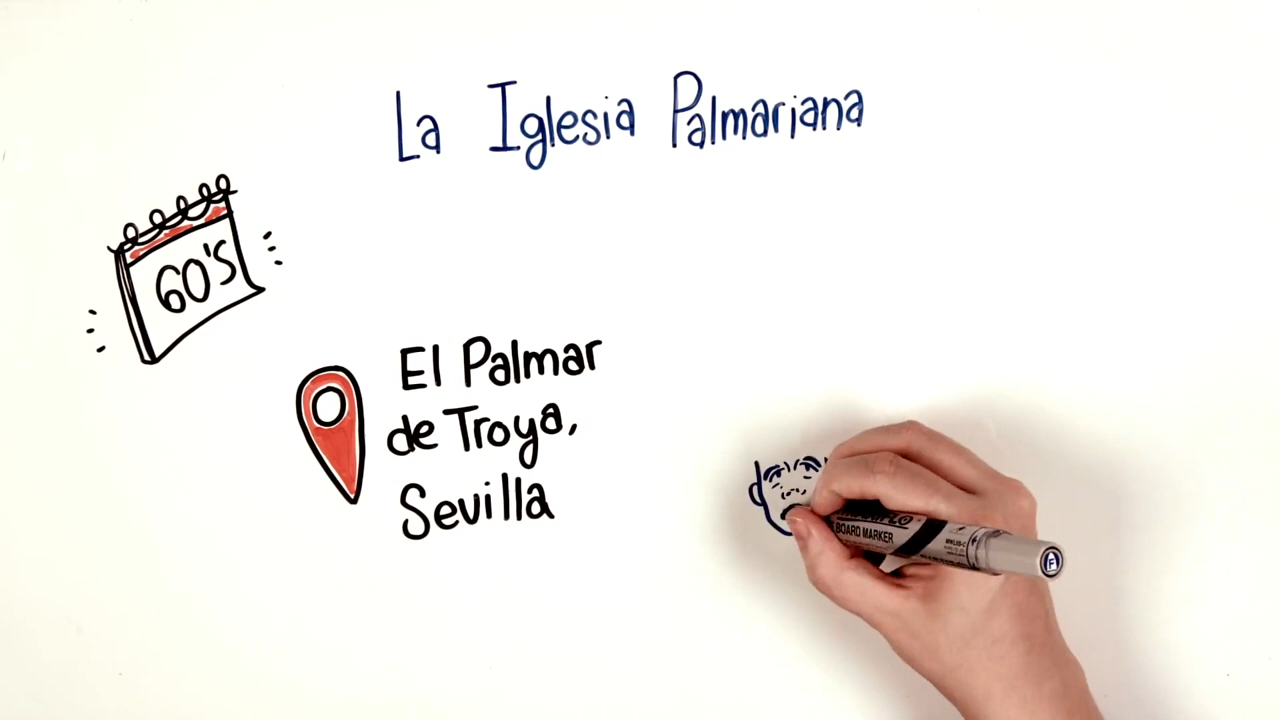 La Iglesia Palmariana
60'S
El Palmar
de Troya,
Sevilla
BOARD MARKER